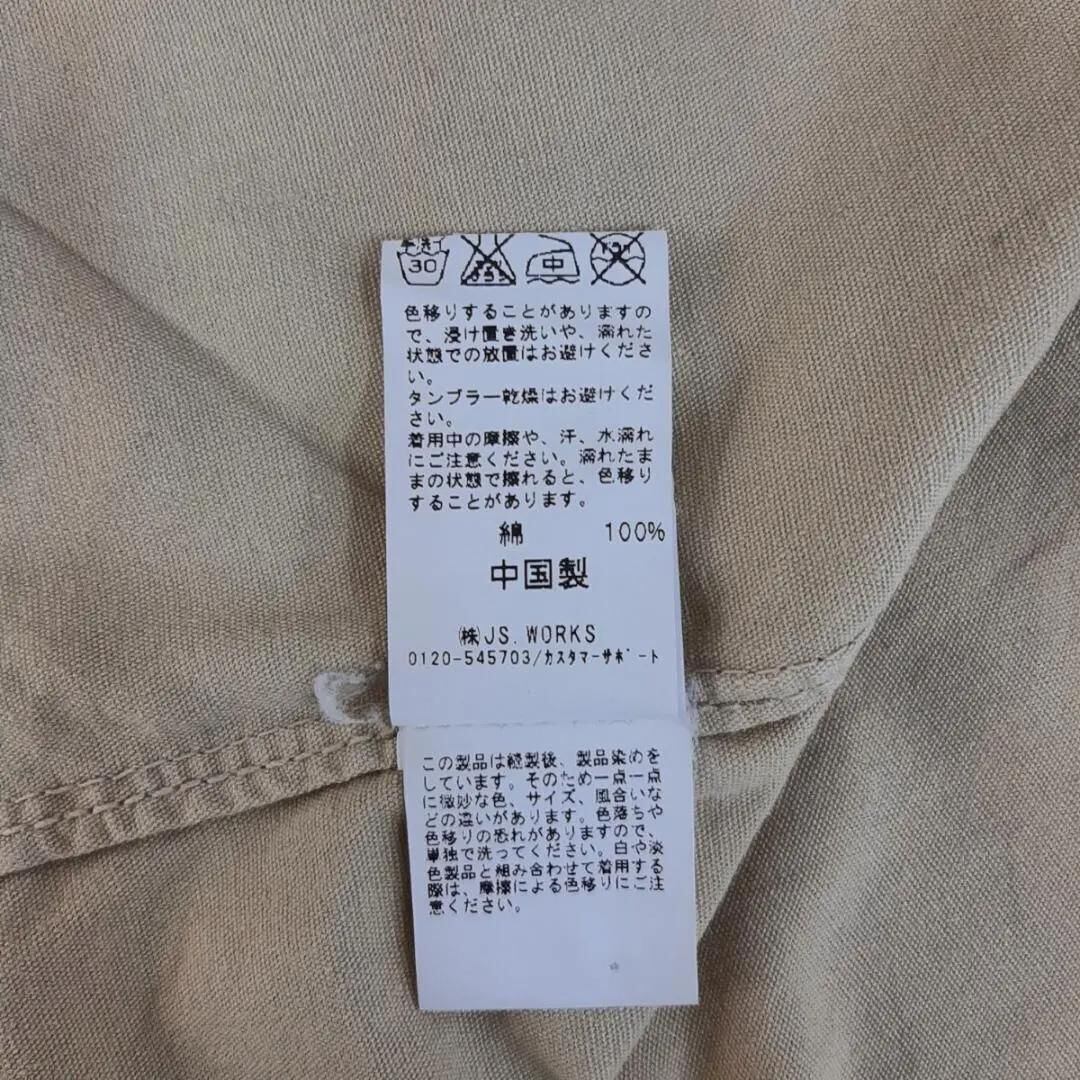 手洗イ
30
中
ドライ
色移りすることがありますの
で、浸け置き洗いや、濡れた
状態での放置はお避けくださ
い。
タンブラー乾燥はお避けくだ
さい。
着用中の摩擦や、汗、水濡れ
にご注意ください。濡れたま
まの状態で擦れると、色移り
することがあります。
綿 100%
中国製
㈱JS. WORKS
0120-545703/カスタマーサポート
この製品は縫製後、製品染めを
しています。そのため一点一点
に微妙な色、サイズ、風合いな
どの違いがあります。色落ちや
色移りの恐れがありますので、
単独で洗ってください。白や淡
色製品と組み合わせて着用する
際は、摩擦による色移りにご注
意ください。